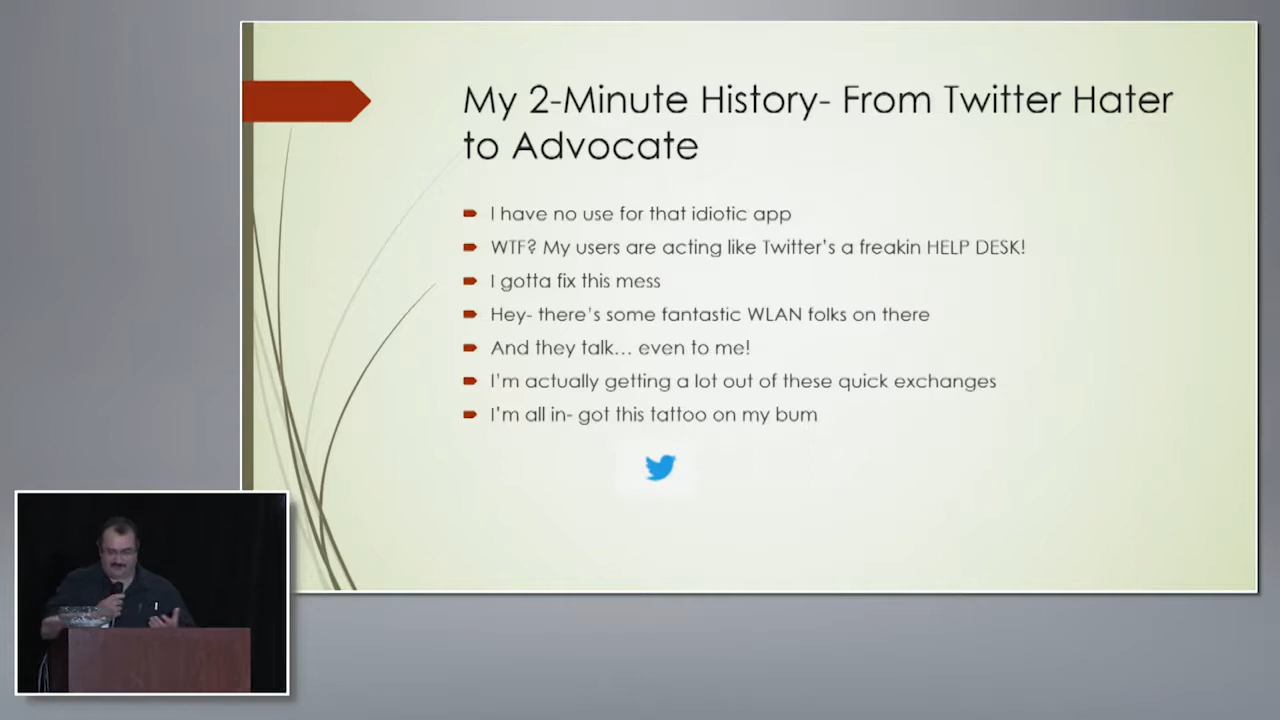 My 2-Minute History- From Twitter Hater
to Advocate
I have no use for that idiotic app
WTF? My users are acting like Twitter's a freakin HELP DESK!
I gotta fix this mess
Hey- there's some fantastic WLAN folks on there
And they talk... even to me!
I'm actually getting a lot out of these quick exchanges
I'm all in- got this tattoo on my bum